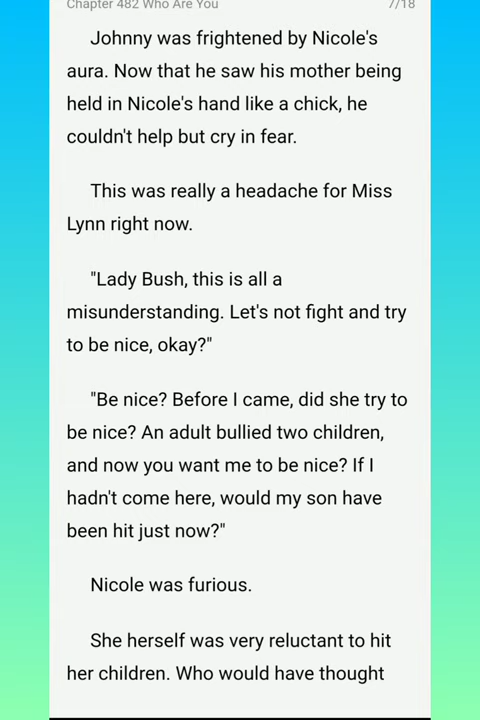 Chapter 482 Who Are You 7/18
Johnny was frightened by Nicole's
aura. Now that he saw his mother being
held in Nicole's hand like a chick, he
couldn't help but cry in fear.
This was really a headache for Miss
Lynn right now.
"Lady Bush, this is all a
misunderstanding. Let's not fight and try
to be nice, okay?"
"Be nice? Before I came, did she try to
be nice? An adult bullied two children,
and now you want me to be nice? If I
hadn't come here, would my son have
been hit just now?"
Nicole was furious.
She herself was very reluctant to hit
her children. Who would have thought